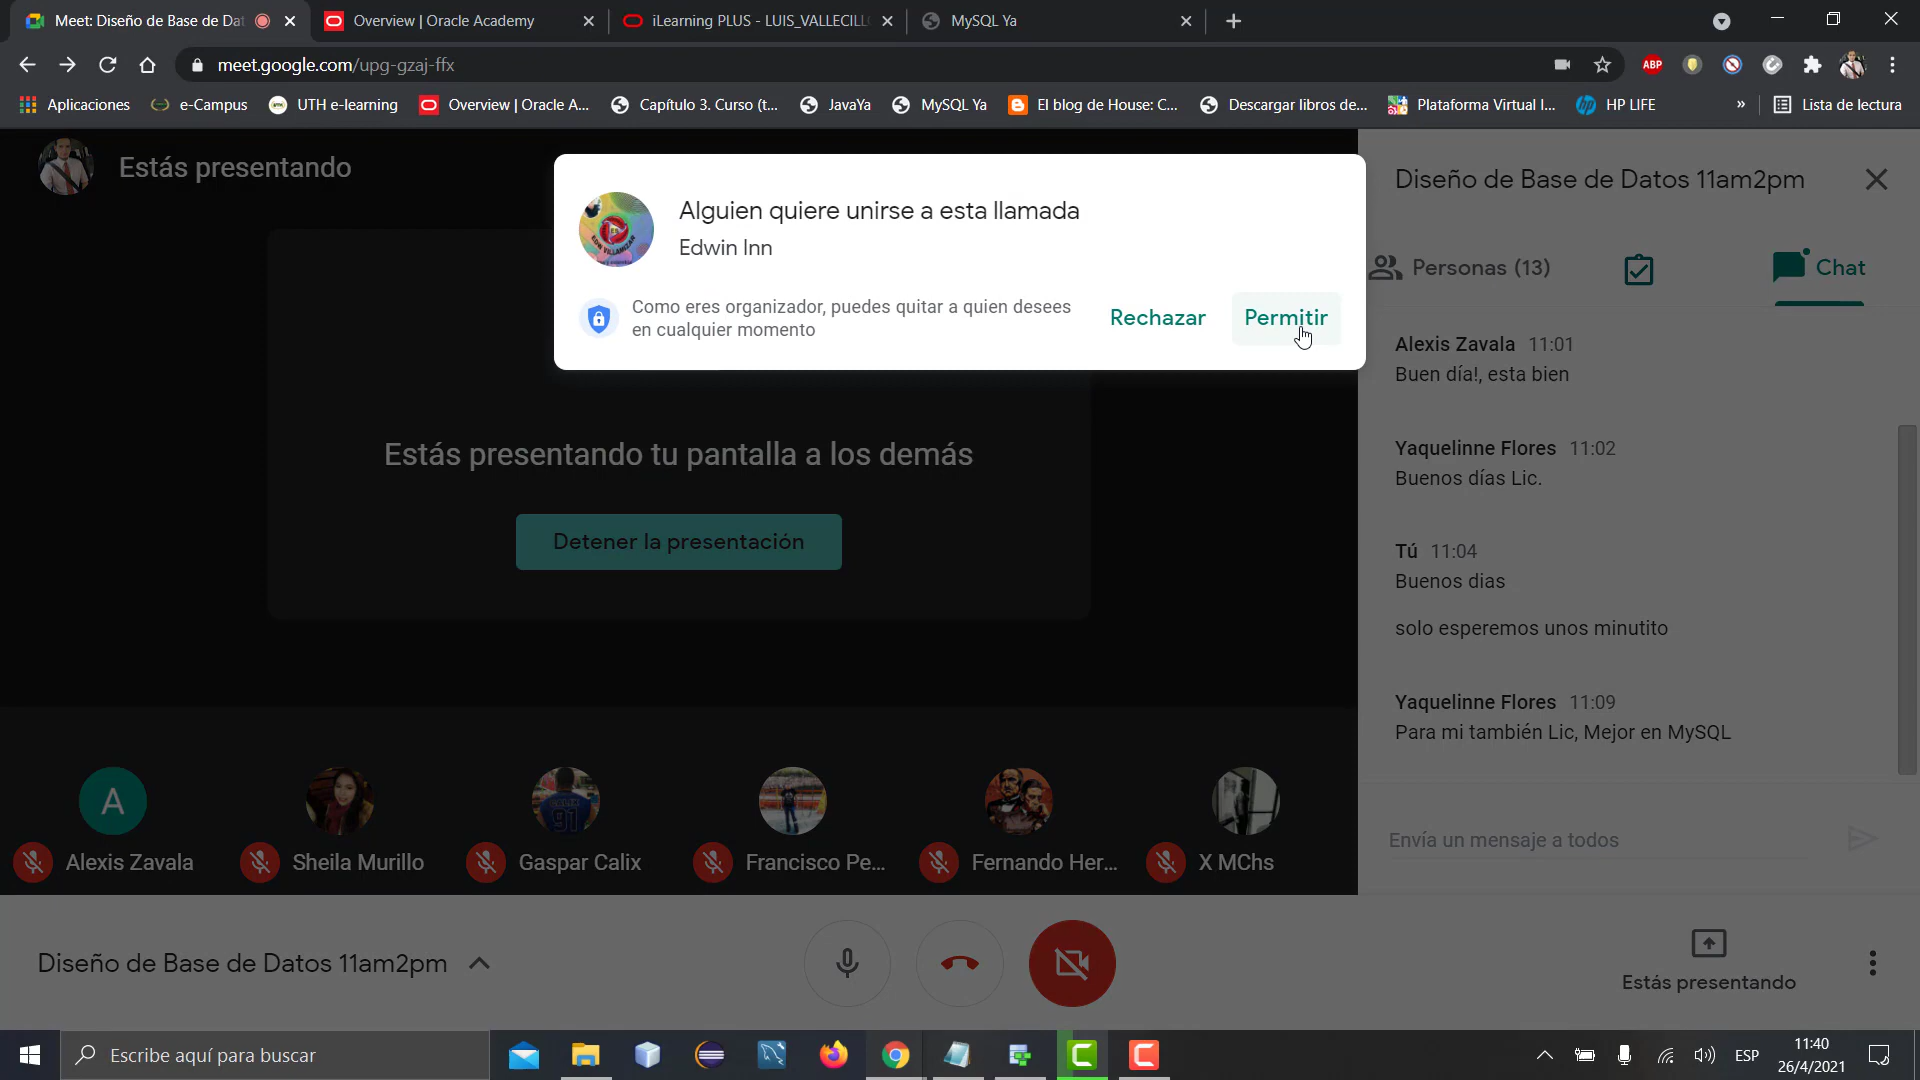 Meet: Diseño de Base de Dat
Overview | Oracle Academy
iLearning PLUS - LUIS_VALLECILL
MySQL Ya
meet.google.com/upg-gzaj-ffx
ABP
Aplicaciones
e-Campus
UTH e-learning
Overview | Oracle A...
Capítulo 3. Curso (t...
JavaYa
MySQL Ya
El blog de House: C...
Descargar libros de...
Plataforma Virtual I...
HP LIFE
»
Lista de lectura
Estás presentando
Alguien quiere unirse a esta llamada
Edwin Inn
Como eres organizador, puedes quitar a quien desees
en cualquier momento
Rechazar
Permitir
Diseño de Base de Datos 11am2pm
Personas (13)
Chat
Alexis Zavala 11:01
Buen día!, esta bien
Yaquelinne Flores 11:02
Buenos días Lic.
Tú 11:04
Buenos dias
solo esperemos unos minutito
Yaquelinne Flores 11:09
Para mi también Lic, Mejor en MySQL
Envía un mensaje a todos
Estás presentando tu pantalla a los demás
Detener la presentación
A
Alexis Zavala
Sheila Murillo
Gaspar Calix
Francisco Pe...
Fernando Her...
X MChs
Diseño de Base de Datos 11am2pm
Estás presentando
Escribe aquí para buscar
ESP
11:40
26/4/2021